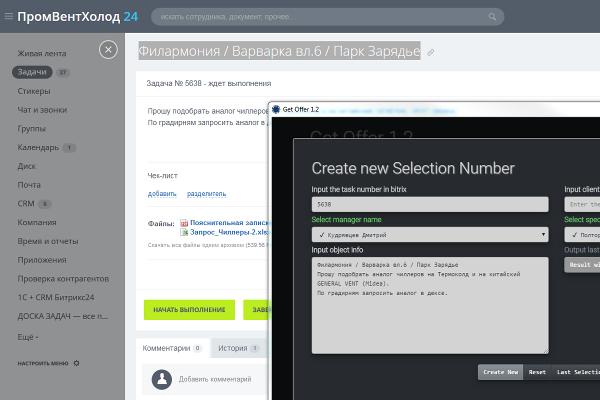 ПромВентХолод 24
искать сотрудника, документ, прочее...
Живая лента
Задачи 37
Стикеры
Чат и звонки
Группы
Календарь 1
Диск
Почта
CRM 6
Компания
Время и отчеты
Приложения
Проверка контрагентов
1С + CRM Битрикс24
ДОСКА ЗАДАЧ — все п...
Ещё
НАСТРОИТЬ МЕНЮ
Филармония / Варварка вл.6 / Парк Зарядье
Задача № 5638 - ждет выполнения
Прошу подобрать аналог чиллеров
По градирням запросить аналог в
Чек-лист
добавить разделитель
Файлы: Пояснительная записк
Запрос_Чиллеры-2.xls
Скачать все файлы одним архивом (539.56
НАЧАТЬ ВЫПОЛНЕНИЕ ЗАВЕ
Комментарии 0 История 1
Добавить комментарий
Get Offer 1.2
Get Offer 1.2
Create new Selection Number
Input the task number in bitrix
5638
Select manager name
✓ Кудрявцев Дмитрий
Input object info
Филармония / Варварка вл.6 / Парк Зарядье
Прошу подобрать аналог чиллеров на Термоколд и на китайский
GENERAL VENT (Midea).
По градирням запросить аналог в дексе.
Input client
Enter the
Select spec
✓ Полтор
Output last
Result wi
Create New Reset Last Selectio